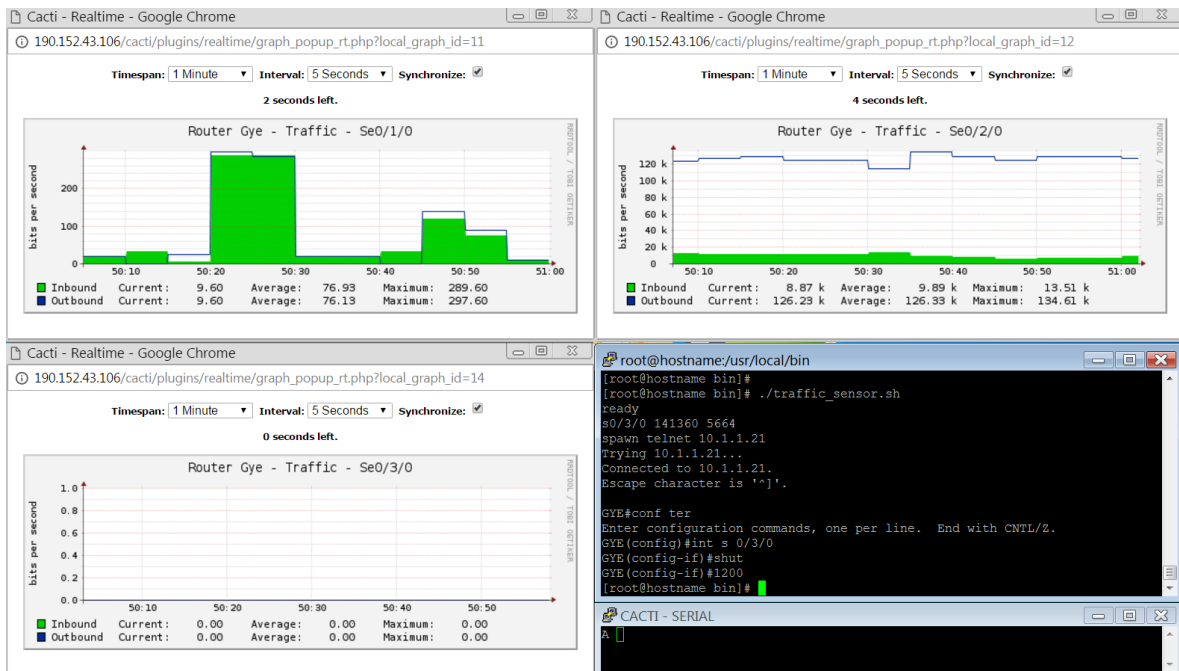 Cacti - Realtime - Google Chrome
190.152.43.106/cacti/plugins/realtime/graph_popup_rt.php?local_graph_id=11
Timespan: 1 Minute Interval: 5 Seconds Synchronize:
2 seconds left.
Router Gye - Traffic - Se0/1/0
RRDTOOL / TOBI OETIKER
bits per second
200
100
0
50:10 50:20 50:30 50:40 50:50 51:00
Inbound Current: 9.60 Average: 76.93 Maximum: 289.60
Outbound Current: 9.60 Average: 76.13 Maximum: 297.60
Cacti - Realtime - Google Chrome
190.152.43.106/cacti/plugins/realtime/graph_popup_rt.php?local_graph_id=12
Timespan: 1 Minute Interval: 5 Seconds Synchronize:
4 seconds left.
Router Gye - Traffic - Se0/2/0
RRDTOOL / TOBI OETIKER
bits per second
120 k
100 k
80 k
60 k
40 k
20 k
0
50:10 50:20 50:30 50:40 50:50 51:00
Inbound Current: 8.87 k Average: 9.89 k Maximum: 13.51 k
Outbound Current: 126.23 k Average: 126.33 k Maximum: 134.61 k
Cacti - Realtime - Google Chrome
190.152.43.106/cacti/plugins/realtime/graph_popup_rt.php?local_graph_id=14
Timespan: 1 Minute Interval: 5 Seconds Synchronize:
0 seconds left.
Router Gye - Traffic - Se0/3/0
RRDTOOL / TOBI OETIKER
bits per second
1.0
0.8
0.6
0.4
0.2
0.0
50:10 50:20 50:30 50:40 50:50
Inbound Current: 0.00 Average: 0.00 Maximum: 0.00
Outbound Current: 0.00 Average: 0.00 Maximum: 0.00
root@hostname:/usr/local/bin
[root@hostname bin]#
[root@hostname bin]# ./traffic_sensor.sh
ready
s0/3/0 141360 5664
spawn telnet 10.1.1.21
Trying 10.1.1.21...
Connected to 10.1.1.21.
Escape character is '^]'.
GYE#conf ter
Enter configuration commands, one per line. End with CNTL/Z.
GYE(config)#int s 0/3/0
GYE(config-if)#shut
GYE(config-if)#1200
[root@hostname bin]#
CACTI - SERIAL
A